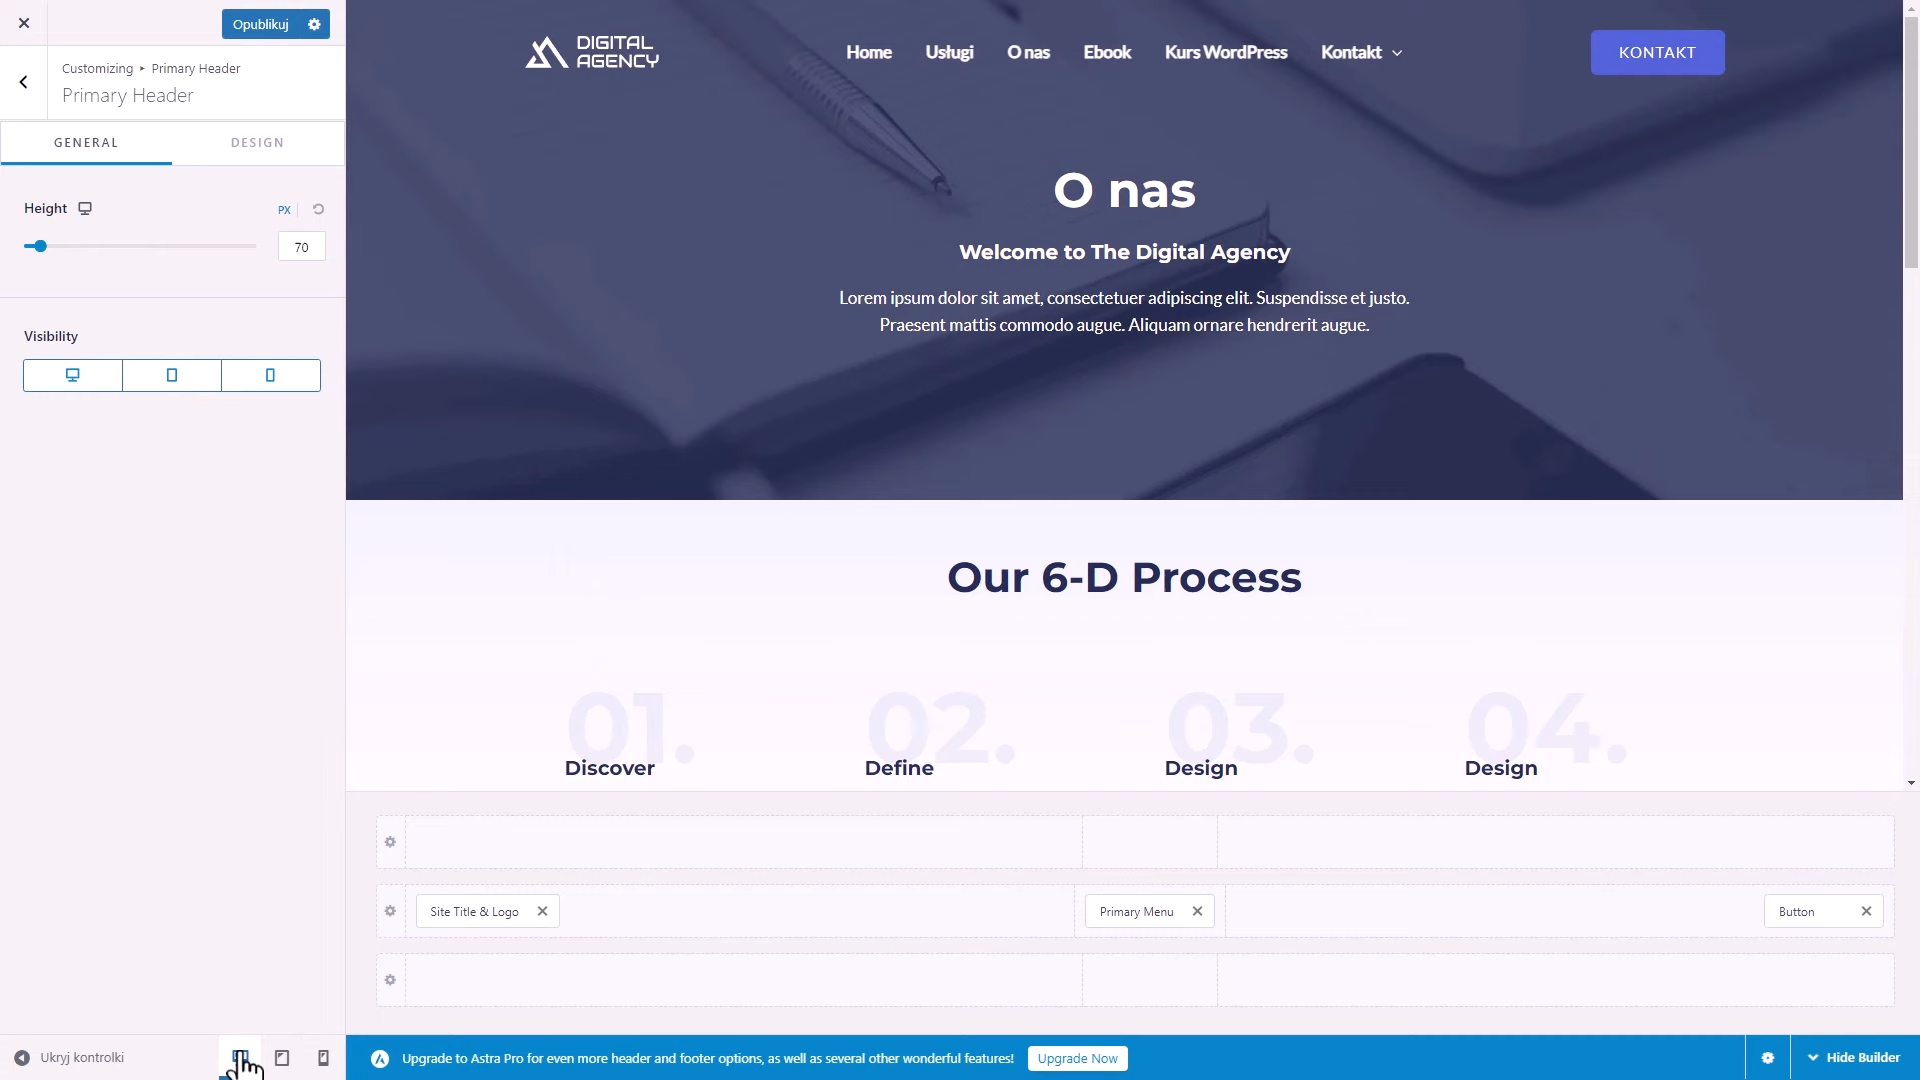 Opublikuj
Customizing ▸ Primary Header
Primary Header
GENERAL DESIGN
Height PX
70
Visibility
Ukryj kontrolki
DIGITAL
AGENCY
Home Usługi O nas Ebook Kurs WordPress Kontakt
KONTAKT
O nas
Welcome to The Digital Agency
Lorem ipsum dolor sit amet, consectetuer adipiscing elit. Suspendisse et justo.
Praesent mattis commodo augue. Aliquam ornare hendrerit augue.
Our 6-D Process
01. 02. 03. 04.
Discover Define Design Design
Site Title & Logo Primary Menu Button
Upgrade to Astra Pro for even more header and footer options, as well as several other wonderful features! Upgrade Now
Hide Builder